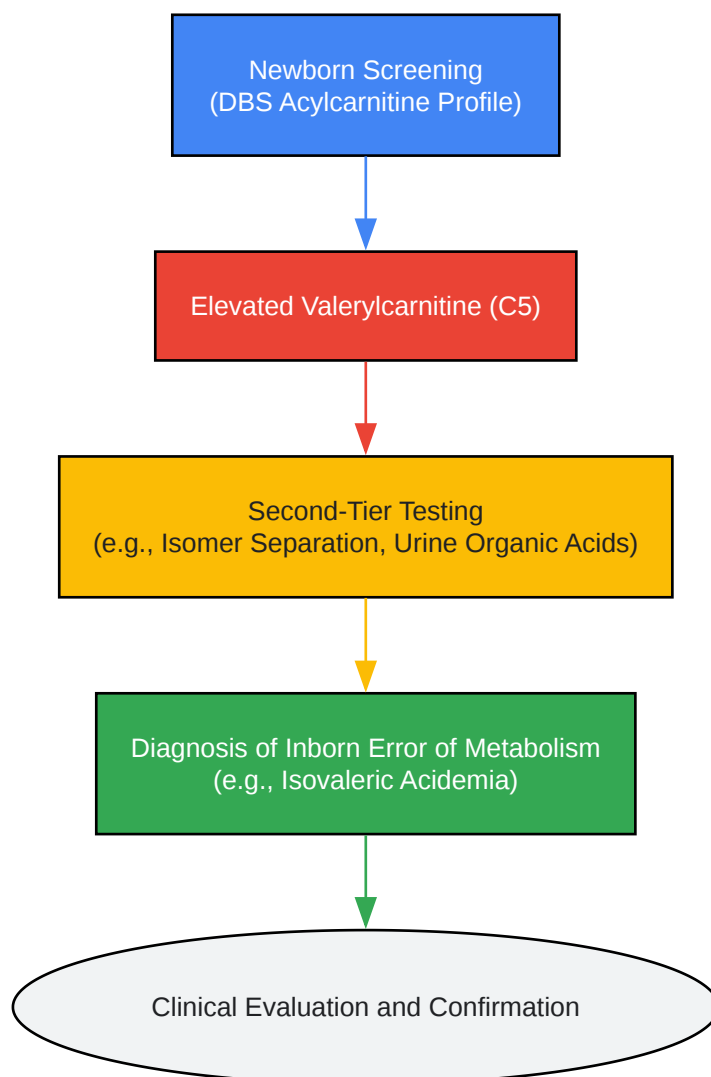 Newborn Screening
(DBS Acylcarnitine Profile)
Elevated Valerylcarnitine (C5)
Second-Tier Testing
(e.g., Isomer Separation, Urine Organic Acids)
Diagnosis of Inborn Error of Metabolism
(e.g., Isovaleric Acidemia)
Clinical Evaluation and Confirmation